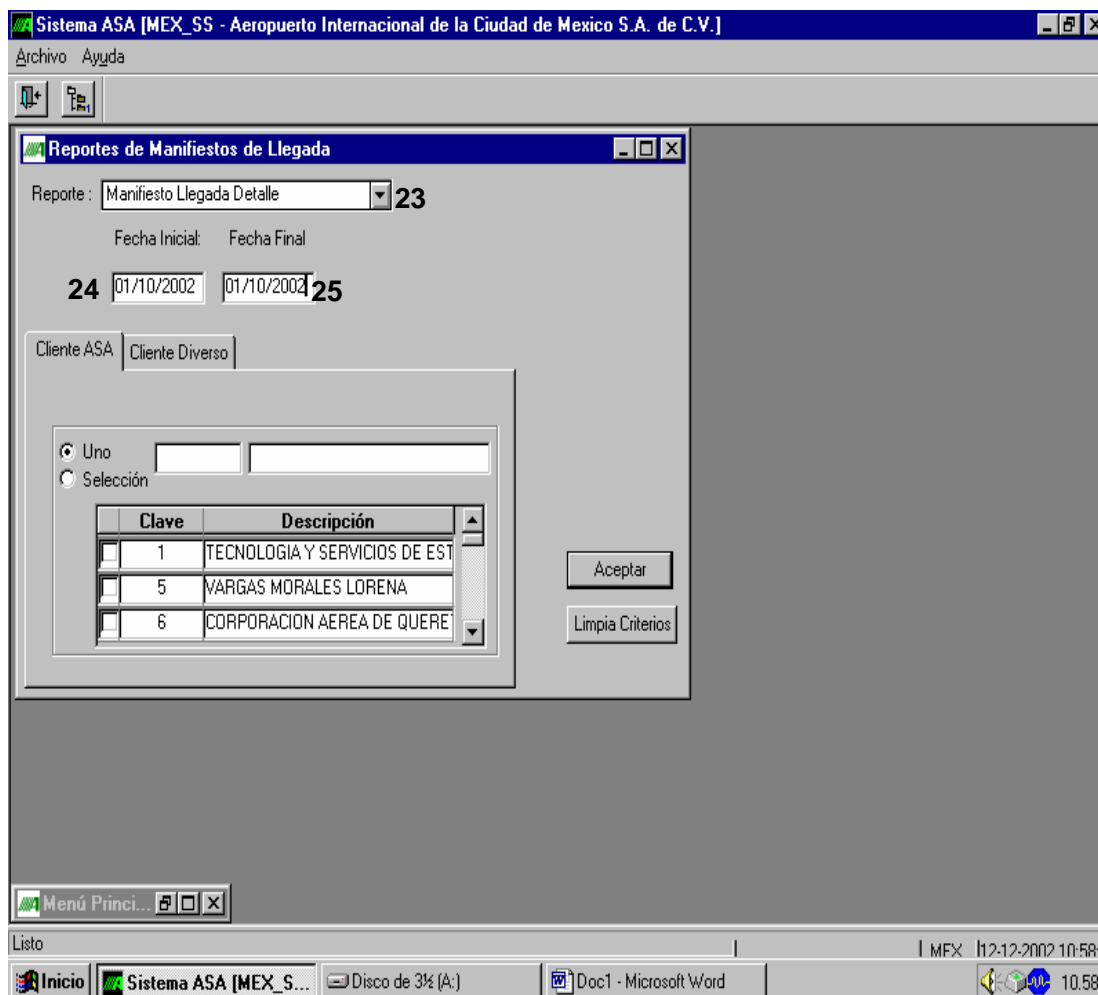 Sistema ASA [MEX_SS - Aeropuerto Internacional de la Ciudad de Mexico S.A. de C.V.]
Archivo Ayuda
Reportes de Manifiestos de Llegada
Reporte : Manifiesto Llegada Detalle 23
Fecha Inicial: Fecha Final
24 01/10/2002 01/10/2002 25
Cliente ASA Cliente Diverso
Uno
Selección
Clave Descripción
1 TECNOLOGIA Y SERVICIOS DE EST
5 VARGAS MORALES LORENA
6 CORPORACION AEREA DE QUERE
Aceptar
Limpia Criterios
Menú Princi...
Listo MEX 12-12-2002 10:58
Inicio Sistema ASA [MEX_S... Disco de 3½ (A:) Doc1 - Microsoft Word 10.58